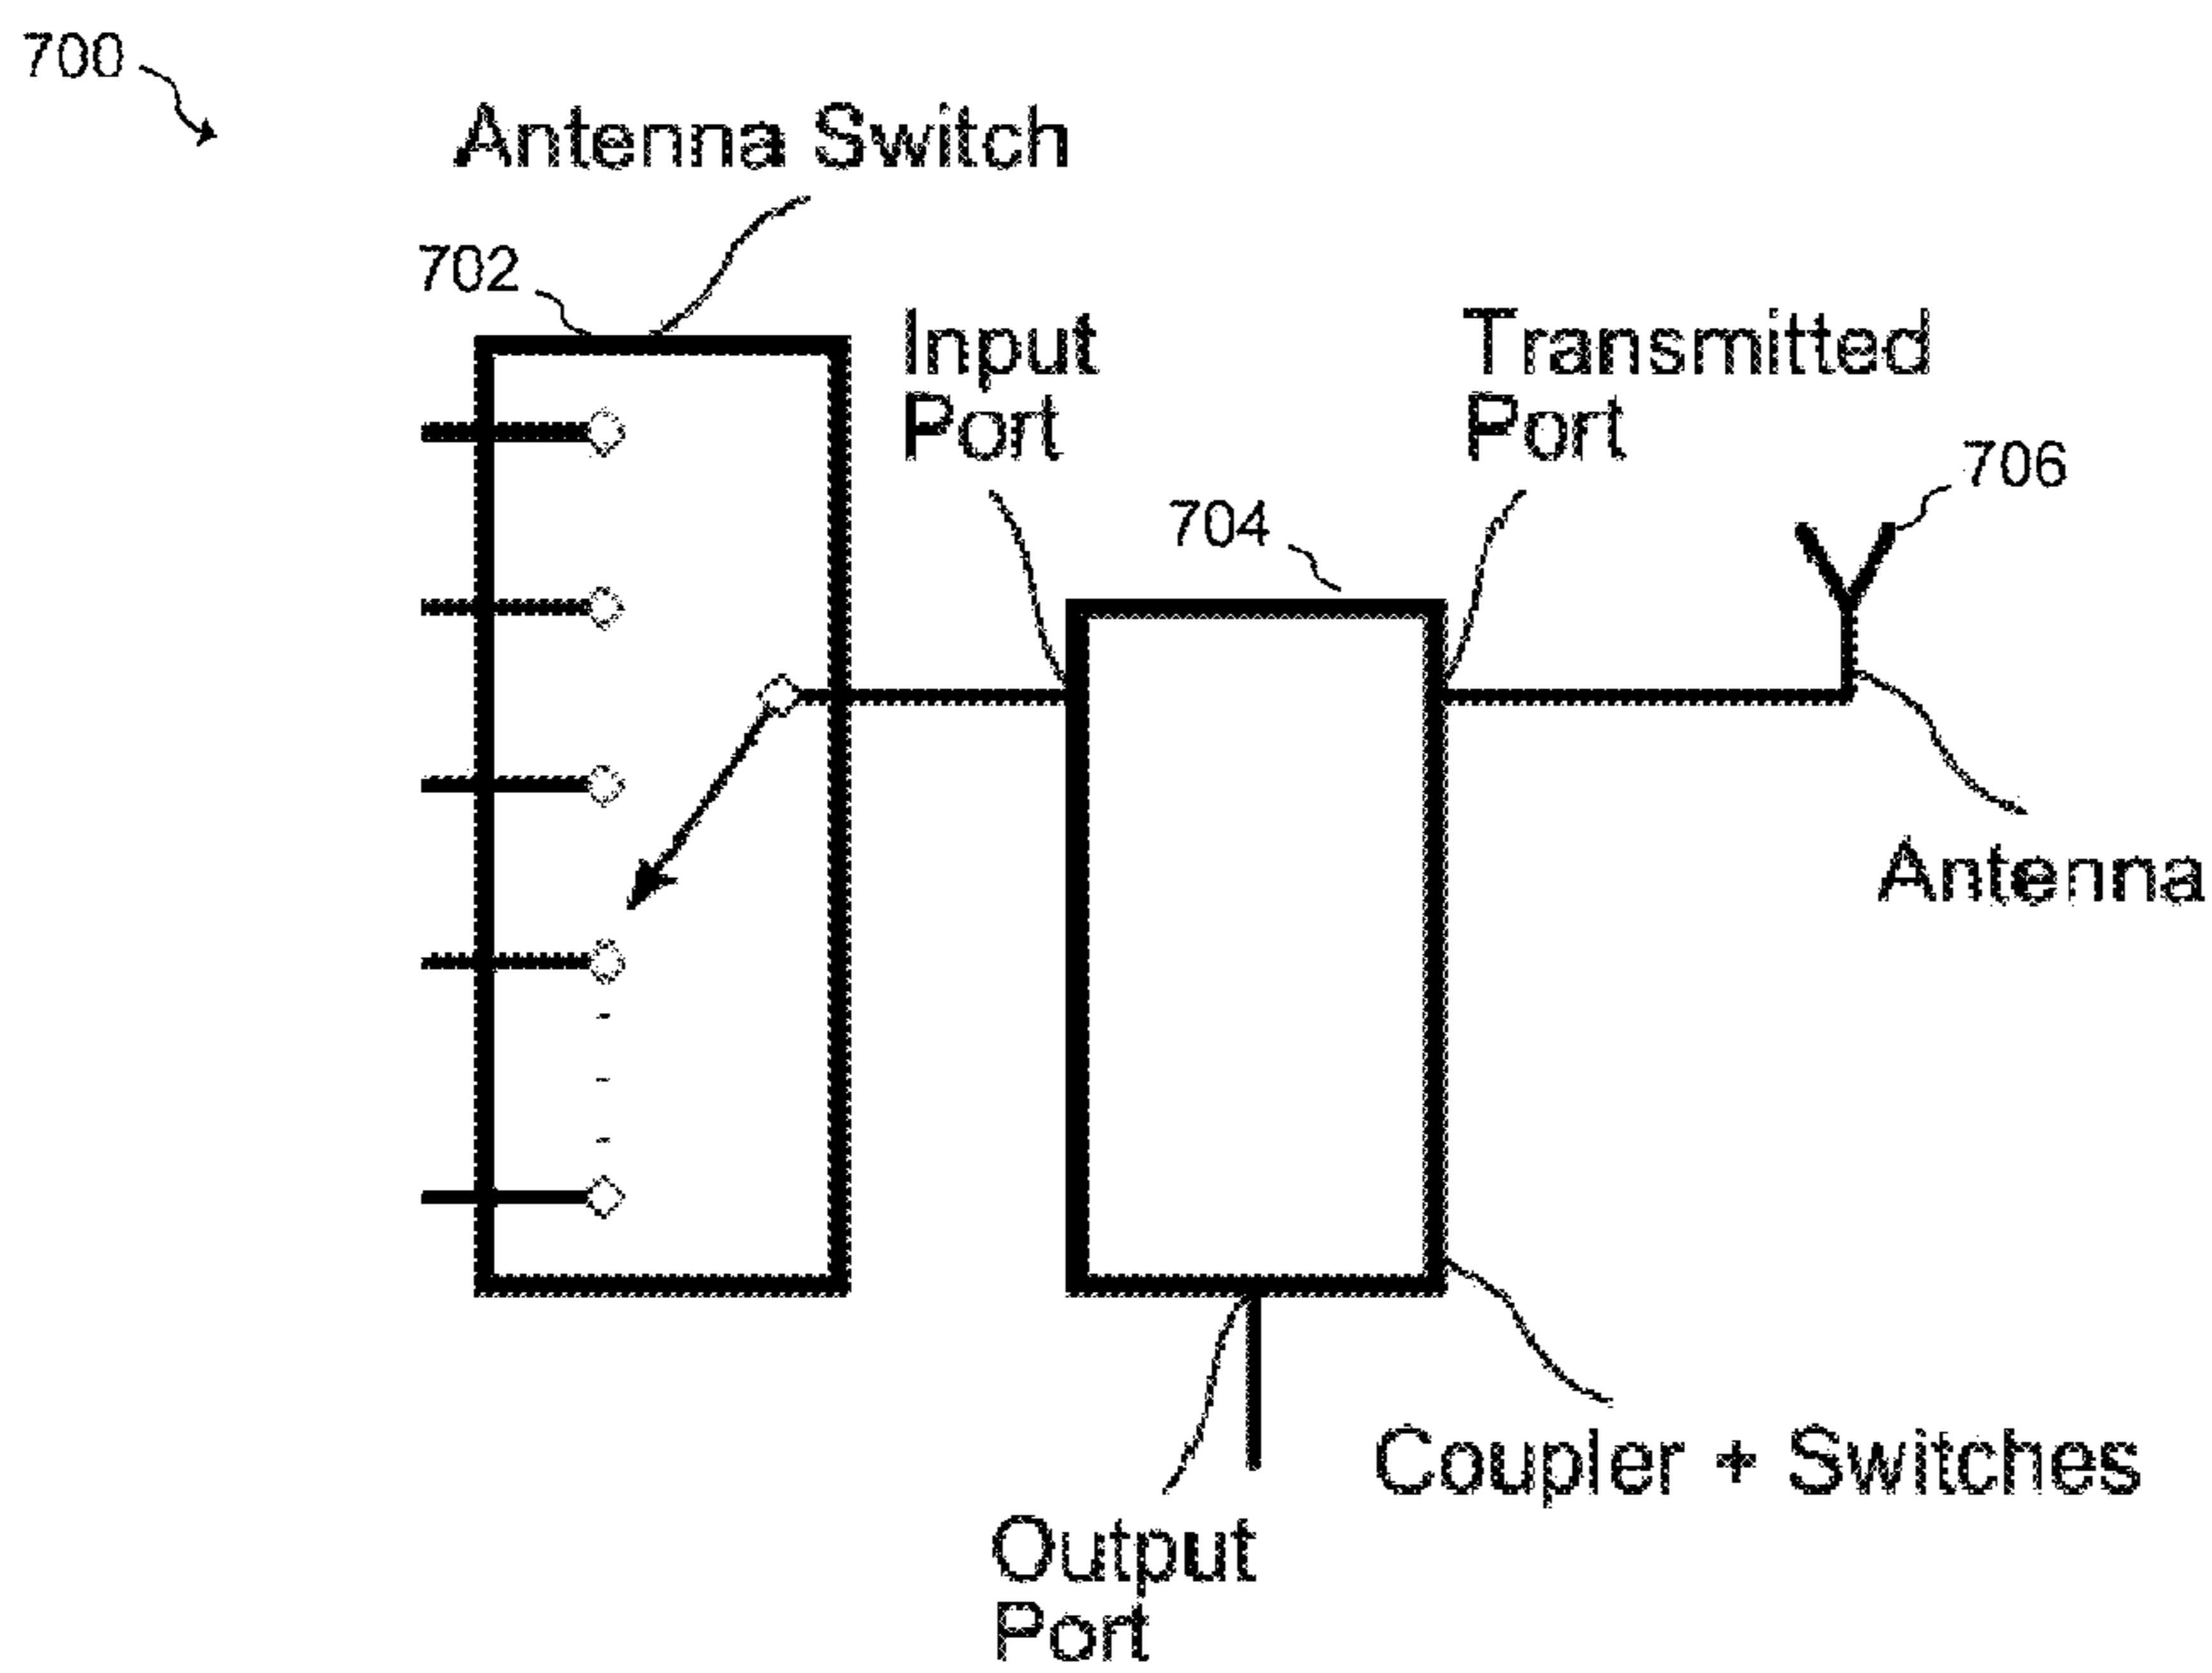 700
Antenna Switch
702
Input
Port
Transmitted
Port
706
704
Antenna
Coupler + Switches
Output
Port